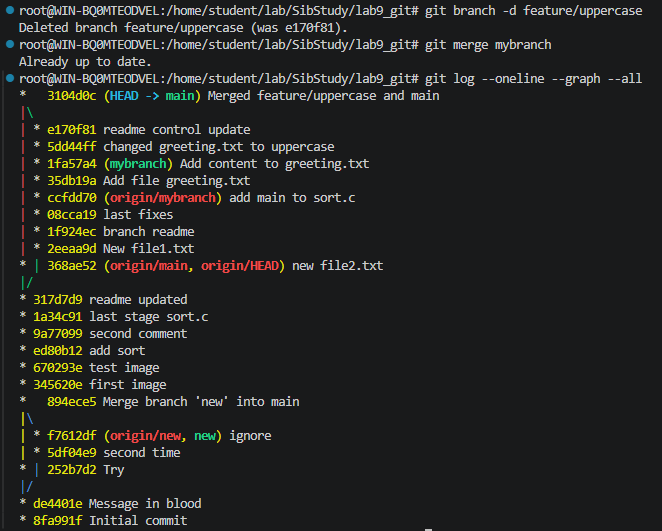 root@WIN-BQ0MTEODVEL:/home/student/lab/SibStudy/lab9_git# git branch -d feature/uppercase
Deleted branch feature/uppercase (was e170f81).
root@WIN-BQ0MTEODVEL:/home/student/lab/SibStudy/lab9_git# git merge mybranch
Already up to date.
root@WIN-BQ0MTEODVEL:/home/student/lab/SibStudy/lab9_git# git log --oneline --graph --all
*   3104d0c (HEAD -> main) Merged feature/uppercase and main
|\
| * e170f81 readme control update
| * 5dd44ff changed greeting.txt to uppercase
| * 1fa57a4 (mybranch) Add content to greeting.txt
| * 35db19a Add file greeting.txt
| * ccfdd70 (origin/mybranch) add main to sort.c
| * 08cca19 last fixes
| * 1f924ec branch readme
| * 2eeaa9d New file1.txt
* | 368ae52 (origin/main, origin/HEAD) new file2.txt
|/
* 317d7d9 readme updated
* 1a34c91 last stage sort.c
* 9a77099 second comment
* ed80b12 add sort
* 670293e test image
* 345620e first image
*   894ece5 Merge branch 'new' into main
|\
| * f7612df (origin/new, new) ignore
| * 5df04e9 second time
* | 252b7d2 Try
|/
* de4401e Message in blood
* 8fa991f Initial commit